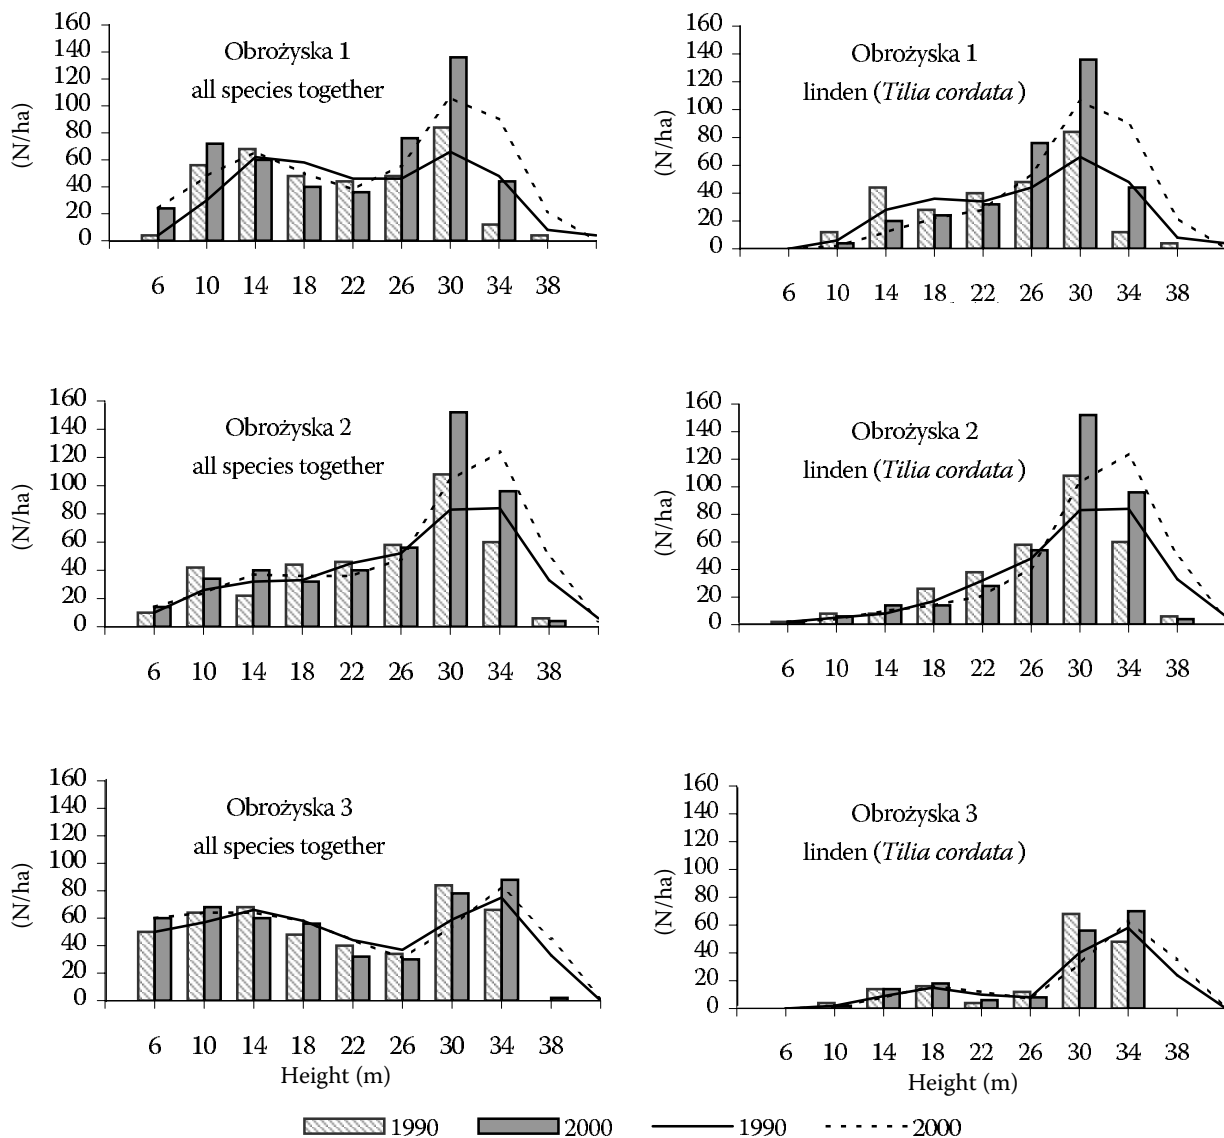 160
140
120
100
80
60
40
20
0
(N/ha)
Obrożyska 1
all species together
6 10 14 18 22 26 30 34 38
160
140
120
100
80
60
40
20
0
(N/ha)
Obrożyska 1
linden (Tilia cordata )
6 10 14 18 22 26 30 34 38
160
140
120
100
80
60
40
20
0
(N/ha)
Obrożyska 2
all species together
6 10 14 18 22 26 30 34 38
160
140
120
100
80
60
40
20
0
(N/ha)
Obrożyska 2
linden (Tilia cordata )
6 10 14 18 22 26 30 34 38
160
140
120
100
80
60
40
20
0
(N/ha)
Obrożyska 3
all species together
6 10 14 18 22 26 30 34 38
Height (m)
160
140
120
100
80
60
40
20
0
(N/ha)
Obrożyska 3
linden (Tilia cordata )
6 10 14 18 22 26 30 34 38
Height (m)
1990 2000 1990 2000